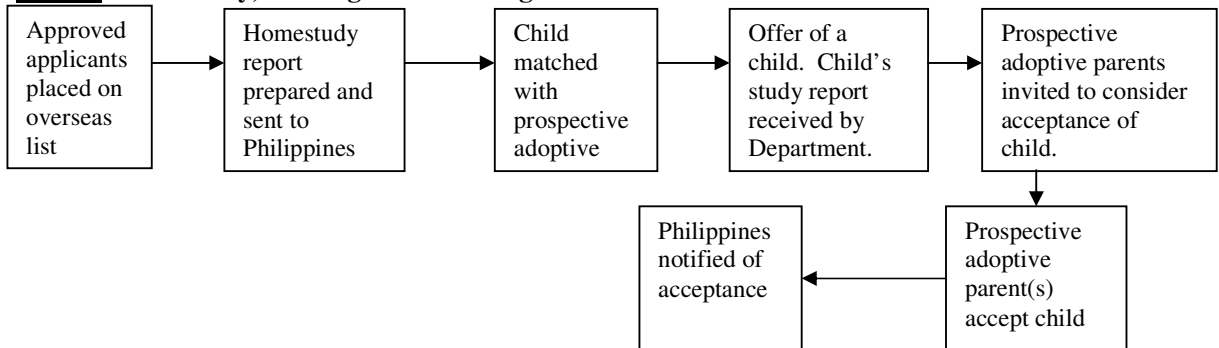 Approved
applicants
placed on
overseas
list
Homestudy
report
prepared and
sent to
Philippines
Child
matched
with
prospective
adoptive
Offer of a
child. Child’s
study report
received by
Department.
Prospective
adoptive parents
invited to consider
acceptance of
child.
Prospective
adoptive
parent(s)
accept child
Philippines
notified of
acceptance